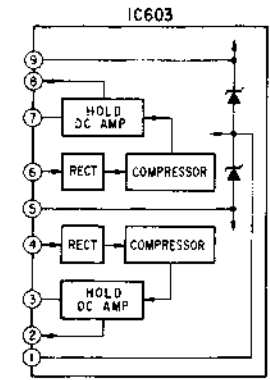 IC603
9
8
HOLD
DC AMP
7
6
RECT
COMPRESSOR
5
4
RECT
COMPRESSOR
HOLD
DC AMP
3
2
1